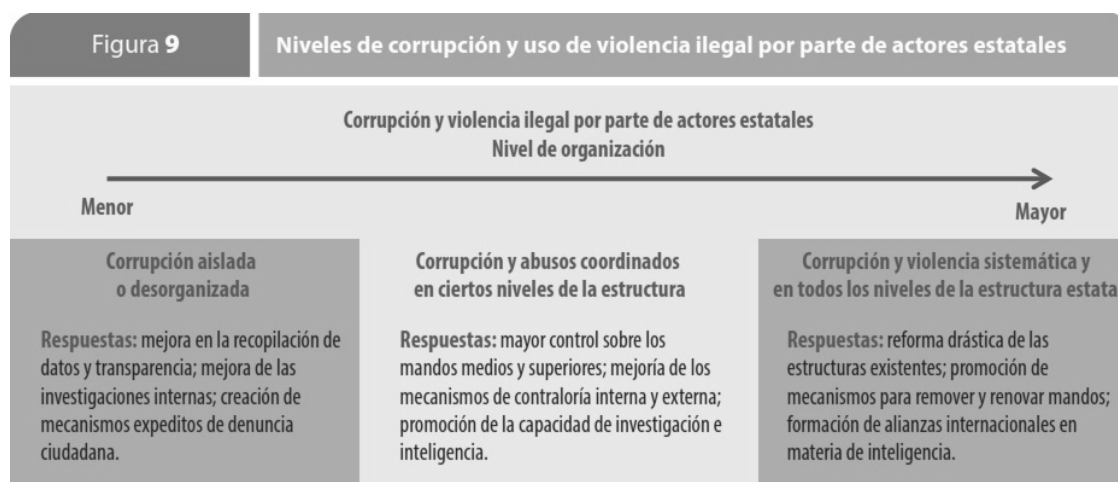 Figura 9
Niveles de corrupción y uso de violencia ilegal por parte de actores estatales
Corrupción y violencia ilegal por parte de actores estatales
Nivel de organización
Menor
Mayor
Corrupción aislada
o desorganizada
Respuestas: mejora en la recopilación de
datos y transparencia; mejora de las
investigaciones internas; creación de
mecanismos expeditos de denuncia
ciudadana.
Corrupción y abusos coordinados
en ciertos niveles de la estructura
Respuestas: mayor control sobre los
mandos medios y superiores; mejoría de los
mecanismos de contraloría interna y externa;
promoción de la capacidad de investigación e
inteligencia.
Corrupción y violencia sistemática y
en todos los niveles de la estructura estata
Respuestas: reforma drástica de las
estructuras existentes; promoción de
mecanismos para remover y renovar mandos;
formación de alianzas internacionales en
materia de inteligencia.